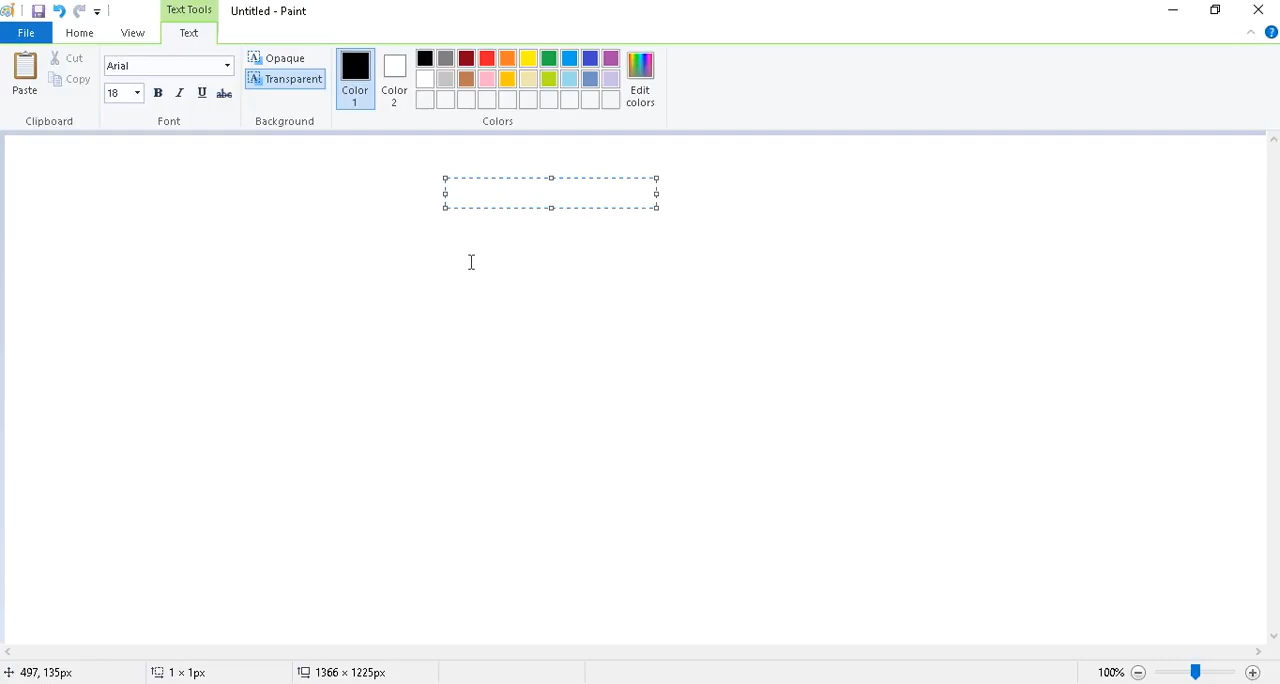 Text Tools Untitled - Paint
File Home View Text
Paste Cut Copy Arial 18 B I U abc A Opaque A Transparent Color 1 Color 2 Edit colors
Clipboard Font Background Colors
497, 135px 1 × 1px 1366 × 1225px 100%